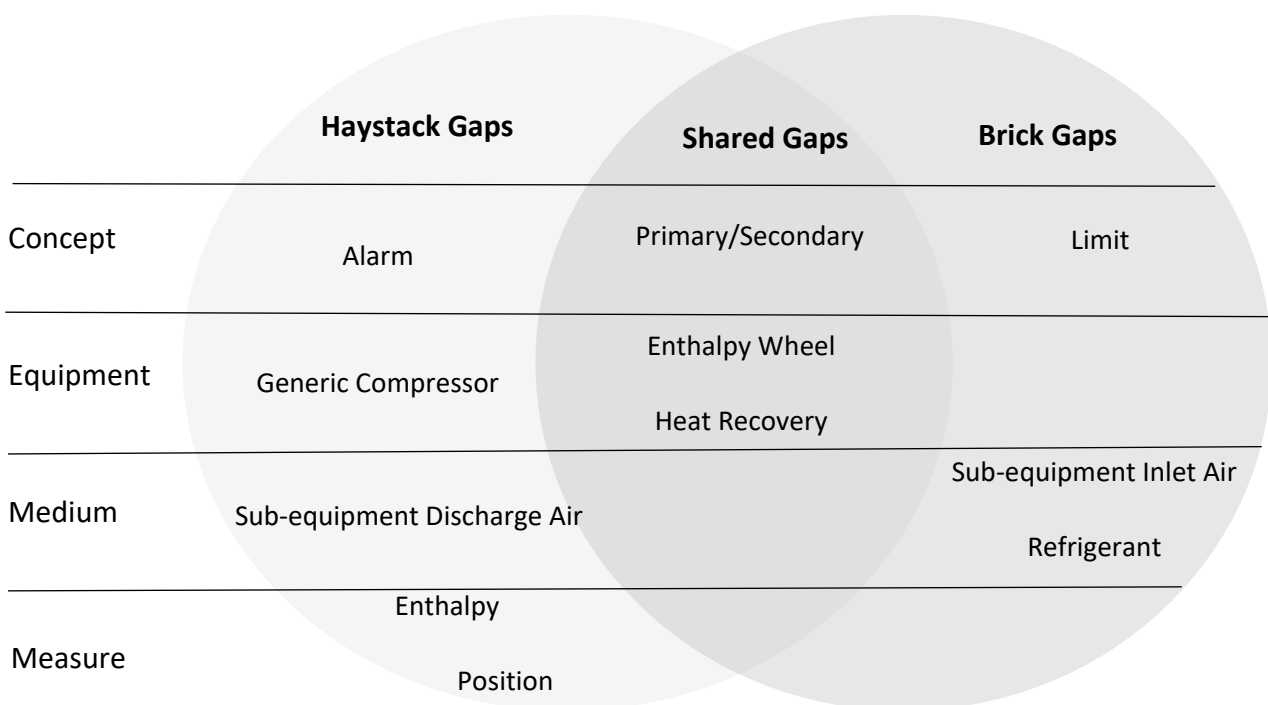 Haystack Gaps
Shared Gaps
Brick Gaps
Concept
Alarm
Primary/Secondary
Limit
Equipment
Generic Compressor
Enthalpy Wheel
Heat Recovery
Medium
Sub-equipment Discharge Air
Sub-equipment Inlet Air
Refrigerant
Measure
Enthalpy
Position